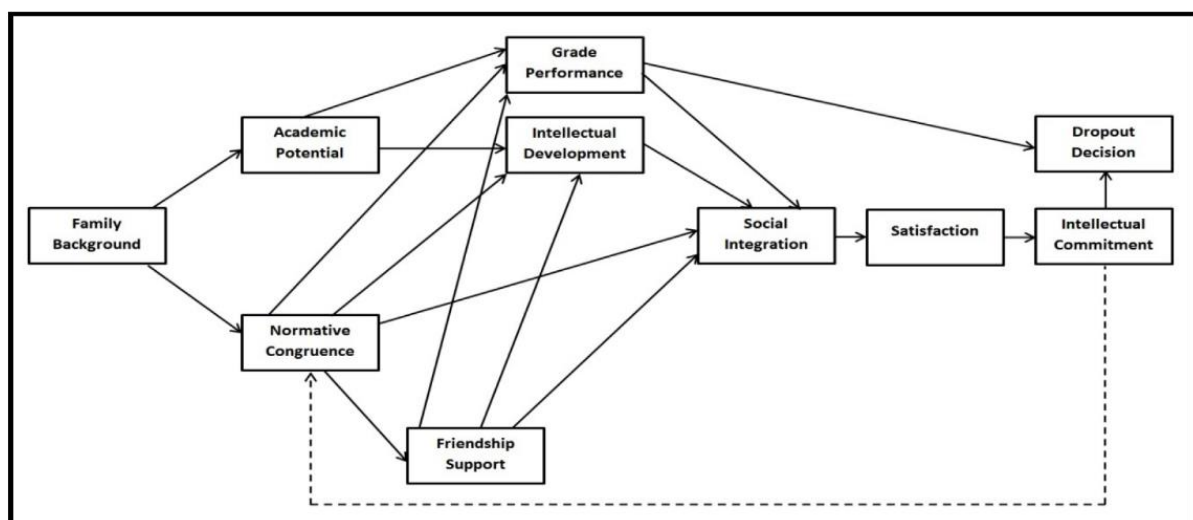 Grade
Performance
Academic
Potential
Intellectual
Development
Dropout
Decision
Family
Background
Social
Integration
Satisfaction
Intellectual
Commitment
Normative
Congruence
Friendship
Support